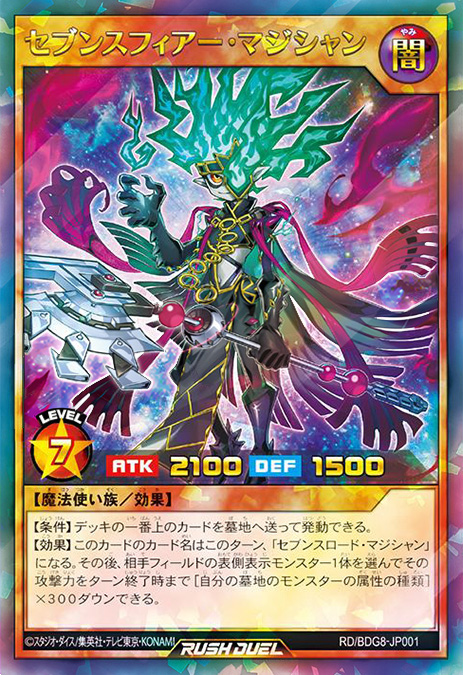 セブンスフィアー・マジシャン
やみ
闇
LEVEL
7
ATK 2100 DEF 1500
【魔法使い族／効果】
【条件】デッキの一番上のカードを墓地へ送って発動できる。
【効果】このカードのカード名はこのターン、「セブンスロード・マジシャン」
になる。その後、相手フィールドの表側表示モンスター1体を選んでその
攻撃力をターン終了時まで［自分の墓地のモンスターの属性の種類］
×300ダウンできる。
©スタジオ・ダイス/集英社・テレビ東京・KONAMI
RUSH DUEL
RD/BDG8-JP001